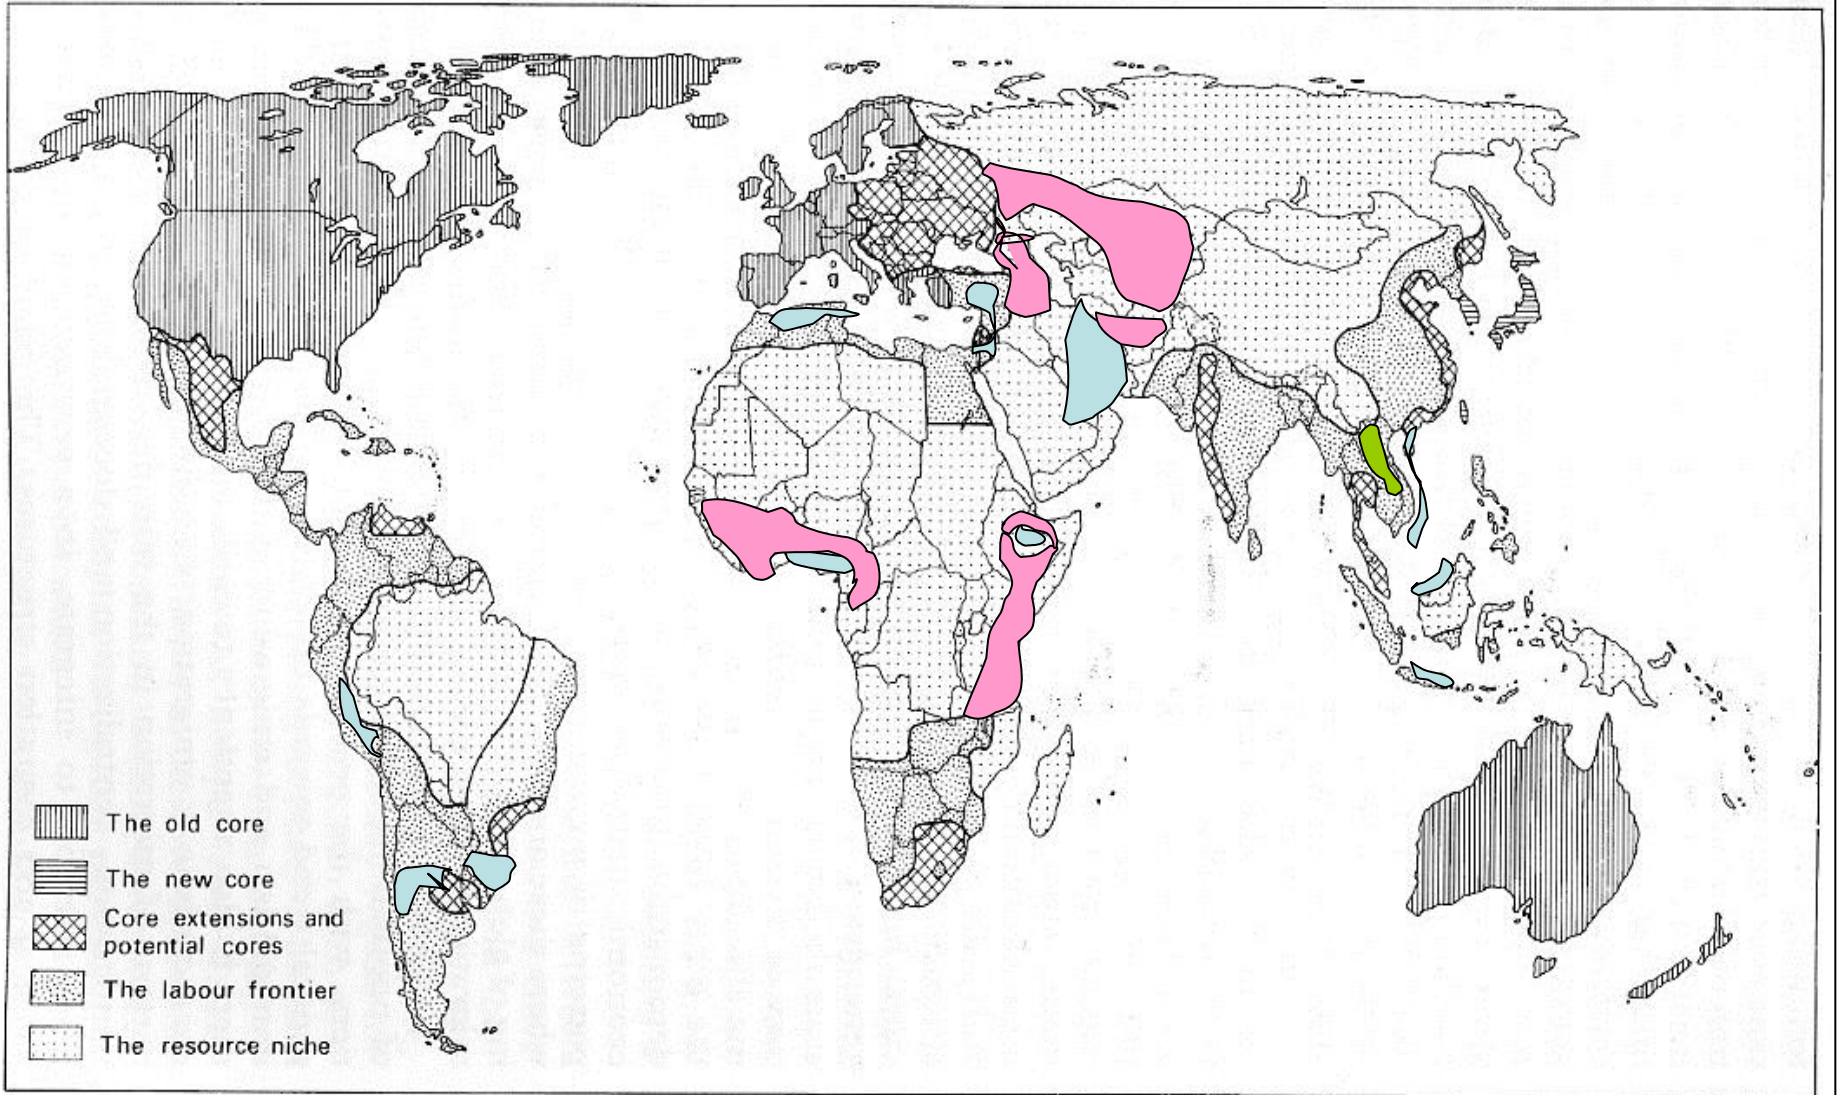 The old core
The new core
Core extensions and
potential cores
The labour frontier
The resource niche